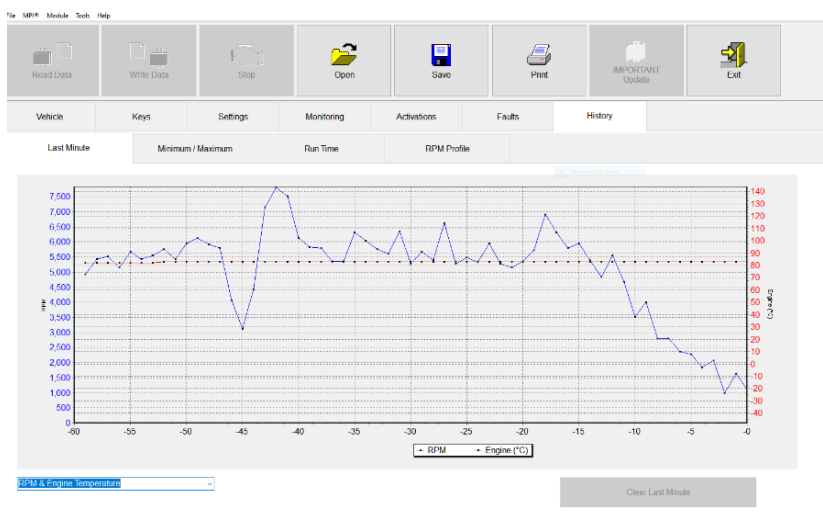 File MPI® Module Tools Help
Read Data
Write Data
Stop
Open
Save
Print
IMPORTANT
Update
Exit
Vehicle Keys Settings Monitoring Activations Faults History
Last Minute Minimum / Maximum Run Time RPM Profile
7,500
7,000
6,500
6,000
5,500
5,000
4,500
4,000
3,500
3,000
2,500
2,000
1,500
1,000
500
0
RPM
140
130
120
110
100
90
80
70
60
50
40
30
20
10
0
-10
-20
-30
-40
Engine (°C)
-60 -55 -50 -45 -40 -35 -30 -25 -20 -15 -10 -5 -0
RPM Engine (°C)
RPM & Engine Temperature
Clear Last Minute